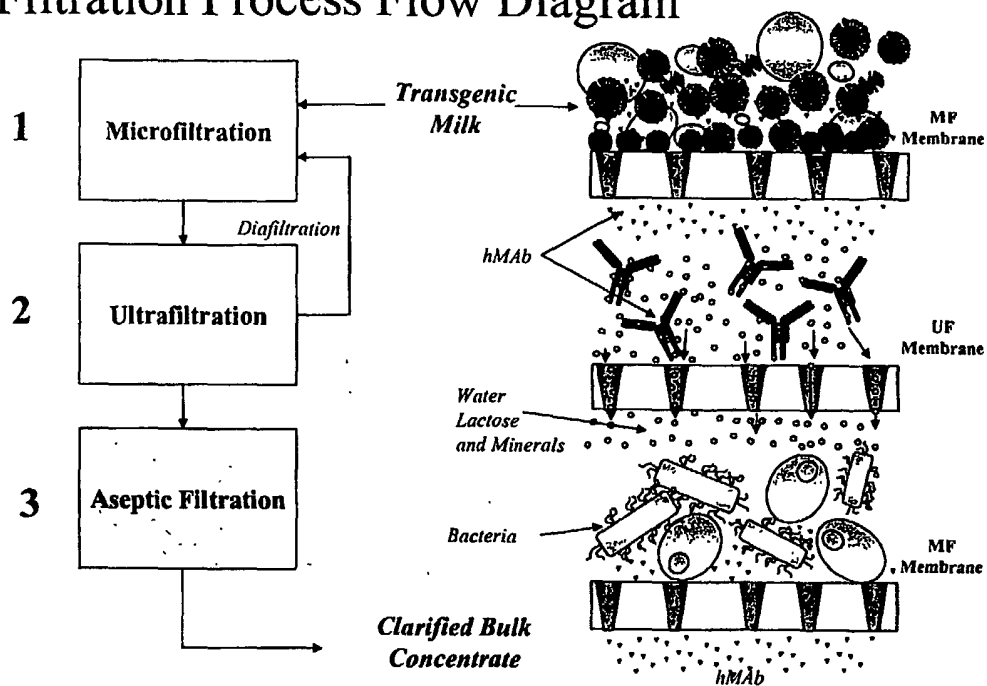 Filtration Process Flow Diagram
1
Microfiltration
Transgenic
Milk
MF
Membrane
Diafiltration
hMAb
2
Ultrafiltration
UF
Membrane
Water
Lactose
and Minerals
3
Aseptic Filtration
Bacteria
MF
Membrane
Clarified Bulk
Concentrate
hMAb